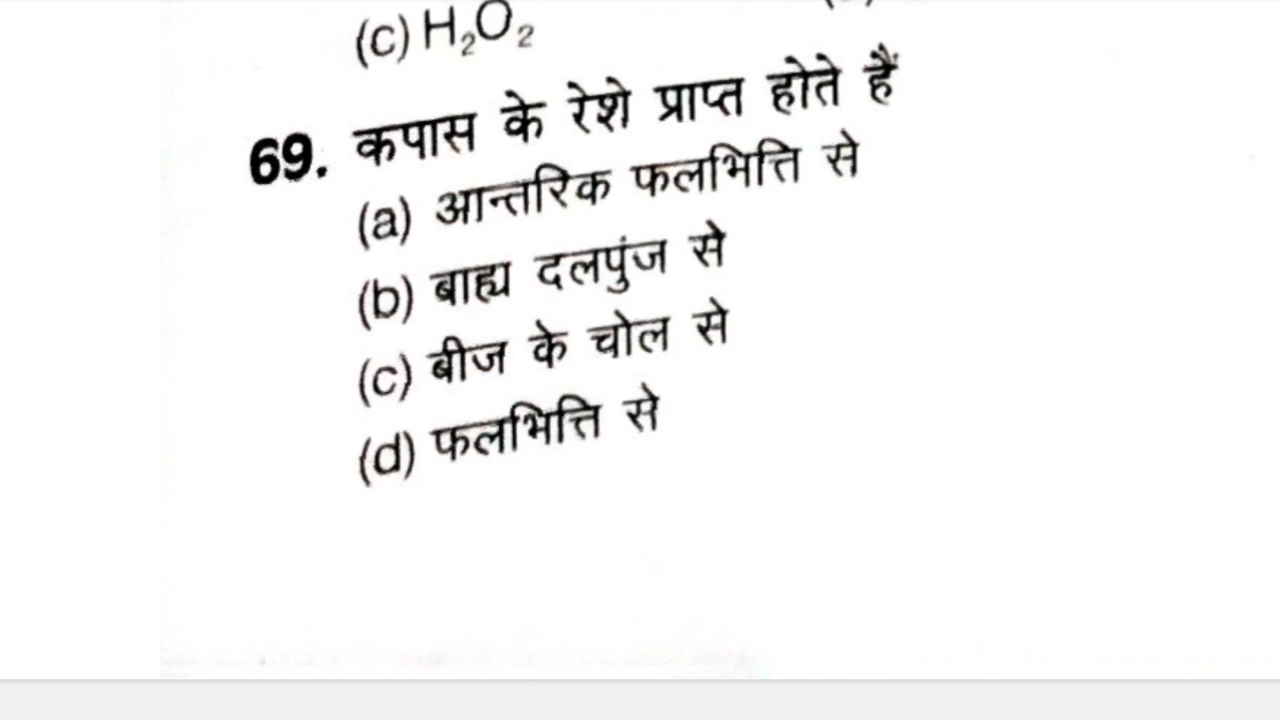 (c) H₂O₂
69. कपास के रेशे प्राप्त होते हैं
(a) आन्तरिक फलभित्ति से
(b) बाह्य दलपुंज से
(c) बीज के चोल से
(d) फलभित्ति से